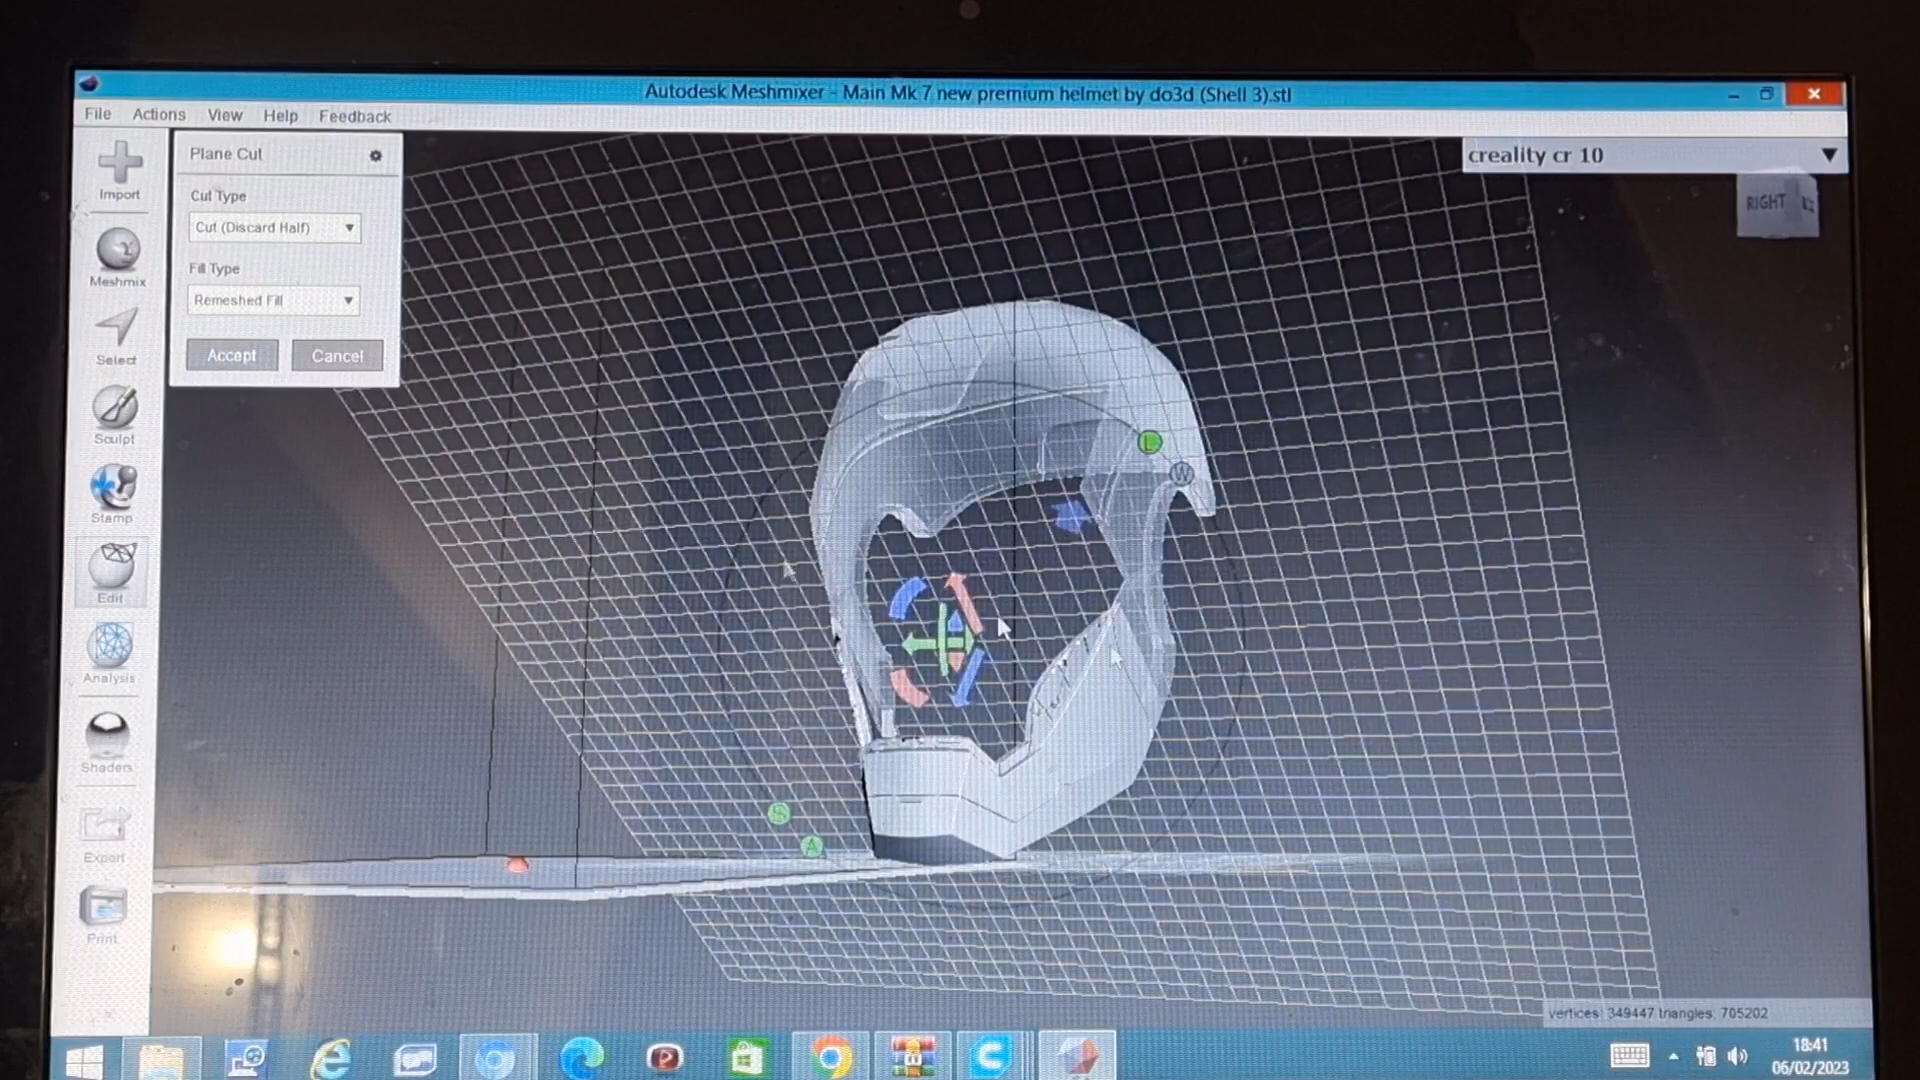 Autodesk Meshmixer - Main Mk 7 new premium helmet by do3d (Shell 3).stl
File Actions View Help Feedback
Import
Meshmix
Select
Sculpt
Stamp
Edit
Analysis
Shaders
Export
Print
Plane Cut
Cut Type
Cut (Discard Half)
Fill Type
Remeshed Fill
Accept Cancel
creality cr 10
RIGHT
L
W
S
A
vertices: 349447 triangles: 705202
18:41
06/02/2023